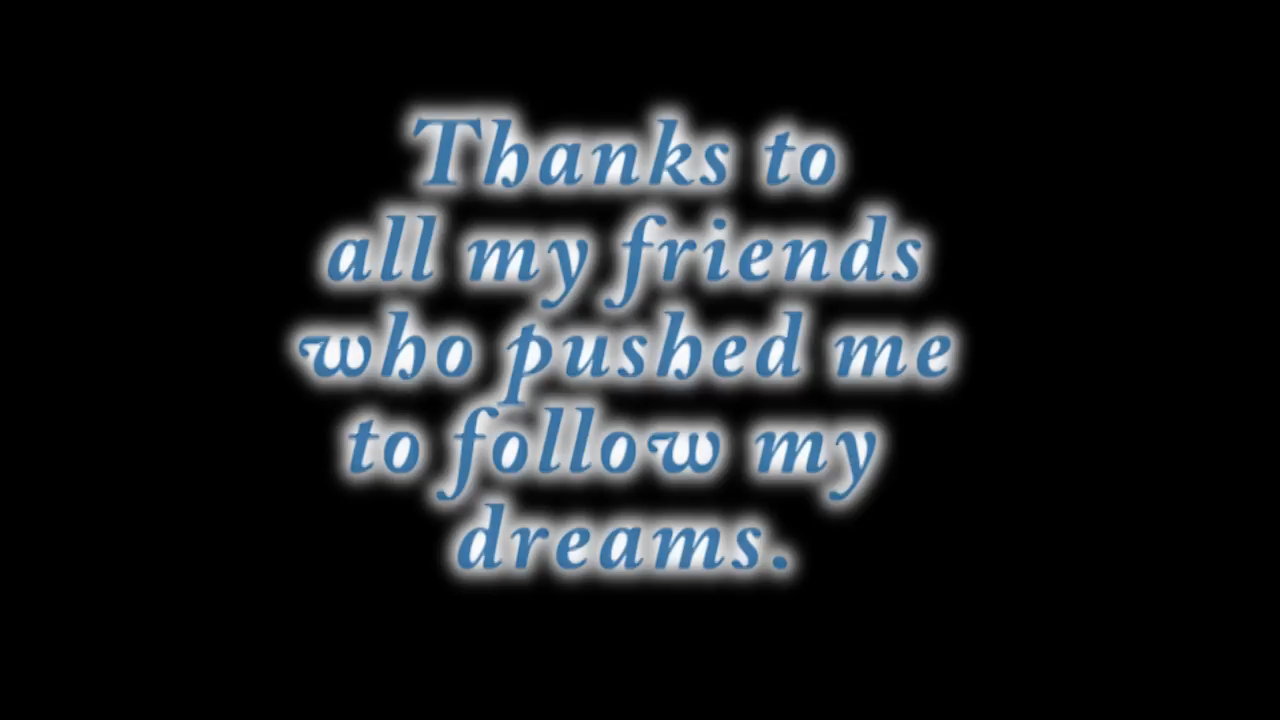 Thanks to
all my friends
who pushed me
to follow my
dreams.